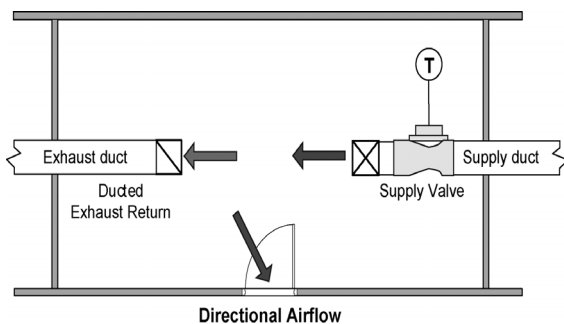 T
Exhaust duct
Supply duct
Ducted
Exhaust Return
Supply Valve
Directional Airflow